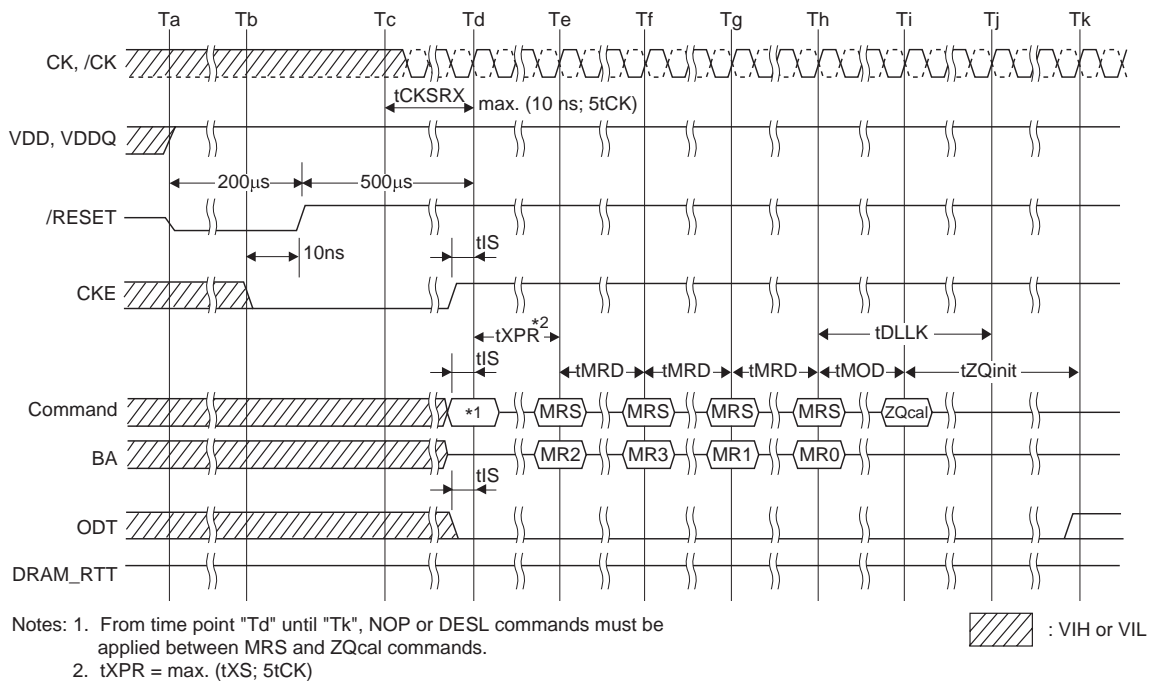 Ta Tb Tc Td Te Tf Tg Th Ti Tj Tk
CK, /CK
tCKSRX max. (10 ns; 5tCK)
VDD, VDDQ
200μs 500μs
/RESET
10ns tIS
CKE
tXPR*2 tDLLK
tIS tMRD tMRD tMRD tMOD tZQinit
Command *1 MRS MRS MRS MRS ZQcal
BA MR2 MR3 MR1 MR0
tIS
ODT
DRAM_RTT
Notes: 1. From time point "Td" until "Tk", NOP or DESL commands must be
applied between MRS and ZQcal commands.
2. tXPR = max. (tXS; 5tCK)
: VIH or VIL